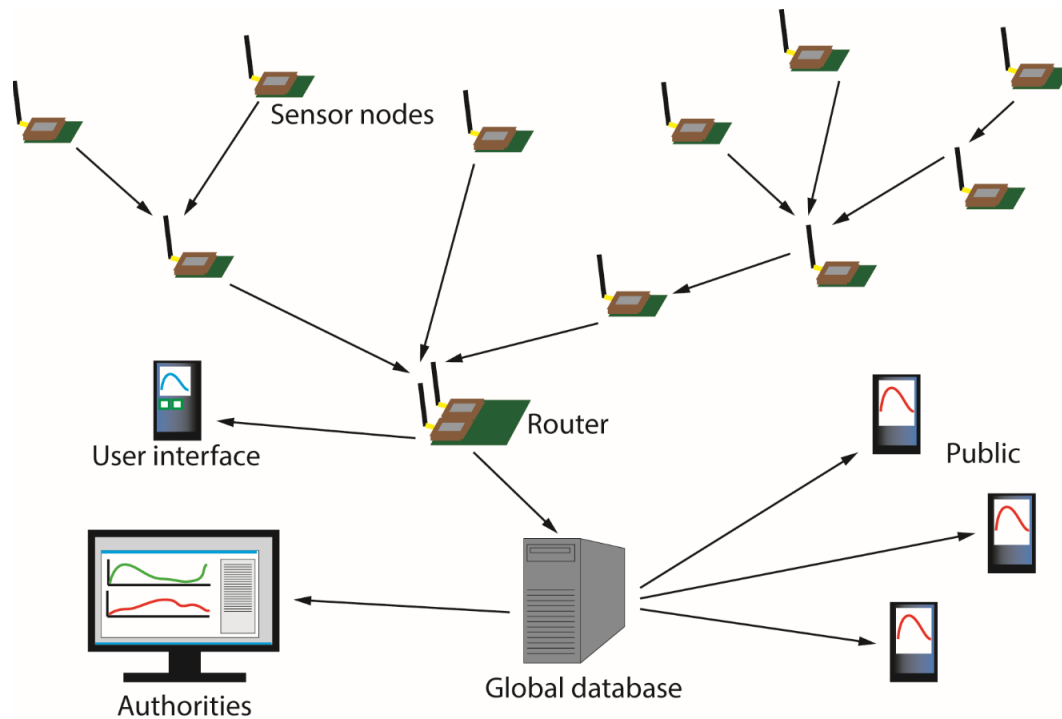 Sensor nodes
Router
User interface
Public
Global database
Authorities